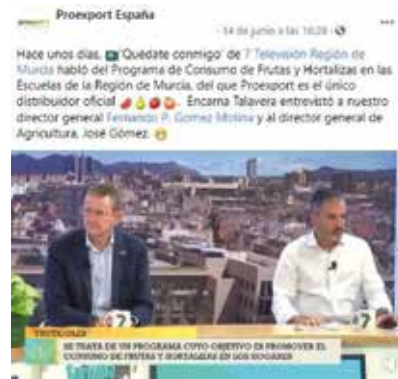 Proexport España
14 de junio a las 16:28
Hace unos días, 'Quédate conmigo' de 7 Televisión Región de
Murcia habló del Programa de Consumo de Frutas y Hortalizas en las
Escuelas de la Región de Murcia, del que Proexport es el único
distribuidor oficial. Encarna Talavera entrevistó a nuestro
director general Fernando P. Gomez Molina y al director general de
Agricultura, José Gómez.
SE TRATA DE UN PROGRAMA CUYO OBJETIVO ES PROMOVER EL
CONSUMO DE FRUTAS Y HORTALIZAS EN LOS HOGARES